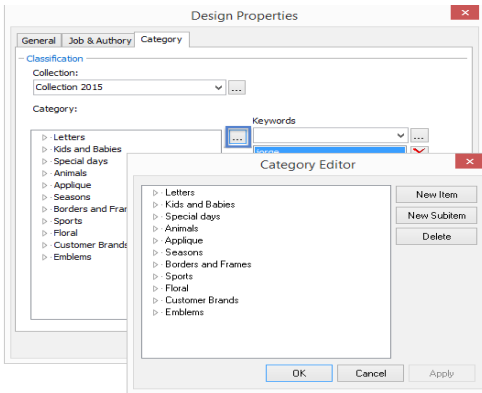 Design Properties
General Job & Authory Category
Classification
Collection:
Collection 2015
...
Category:
Keywords
...
...
Letters
Kids and Babies
Special days
Animals
Applique
Seasons
Borders and Fra
Sports
Floral
Customer Brands
Emblems
Category Editor
Letters
Kids and Babies
Special days
Animals
Applique
Seasons
Borders and Frames
Sports
Floral
Customer Brands
Emblems
New Item
New Subitem
Delete
OK Cancel Apply